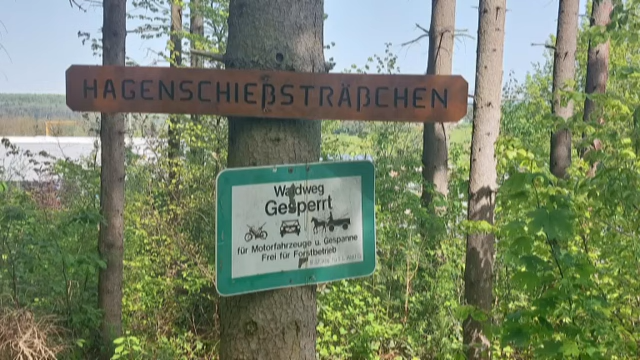 HAGENSCHIEßSTRÄßCHEN
Waldweg
Gesperrt
für Motorfahrzeuge u. Gespanne
Frei für Forstbetrieb